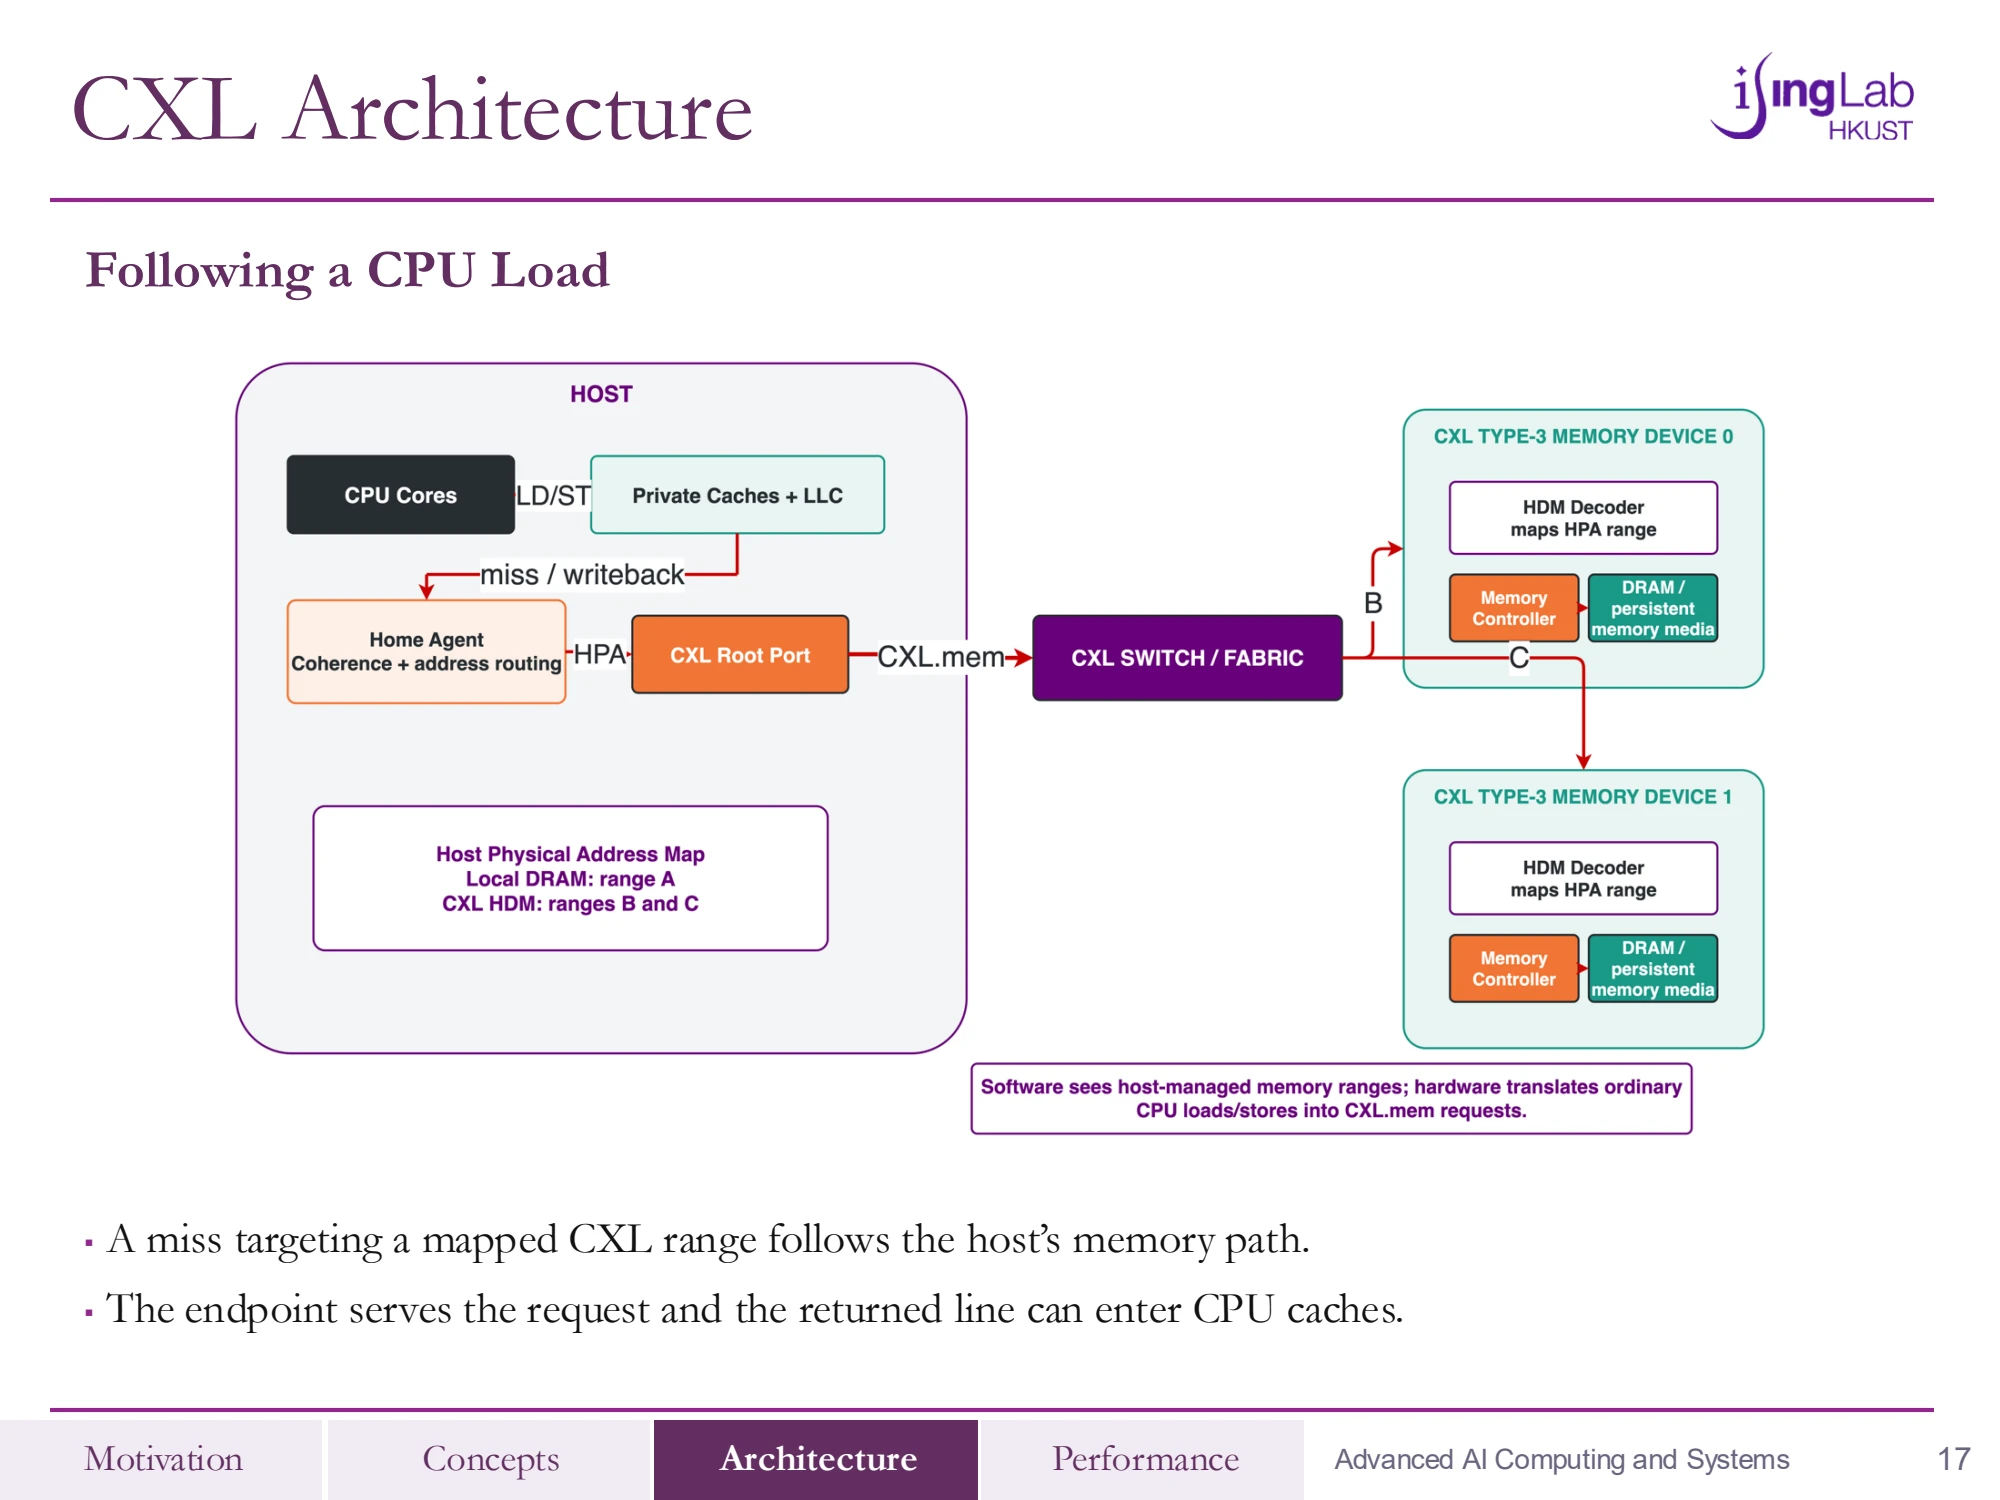 CXL Architecture
isingLab
HKUST
Following a CPU Load
HOST
CPU Cores
LD/ST
Private Caches + LLC
miss / writeback
Home Agent
Coherence + address routing
HPA
CXL Root Port
CXL.mem
CXL SWITCH / FABRIC
B
C
Host Physical Address Map
Local DRAM: range A
CXL HDM: ranges B and C
CXL TYPE-3 MEMORY DEVICE 0
HDM Decoder
maps HPA range
Memory
Controller
DRAM /
persistent
memory media
CXL TYPE-3 MEMORY DEVICE 1
HDM Decoder
maps HPA range
Memory
Controller
DRAM /
persistent
memory media
Software sees host-managed memory ranges; hardware translates ordinary
CPU loads/stores into CXL.mem requests.
▪ A miss targeting a mapped CXL range follows the host’s memory path.
▪ The endpoint serves the request and the returned line can enter CPU caches.
Motivation
Concepts
Architecture
Performance
Advanced AI Computing and Systems
17